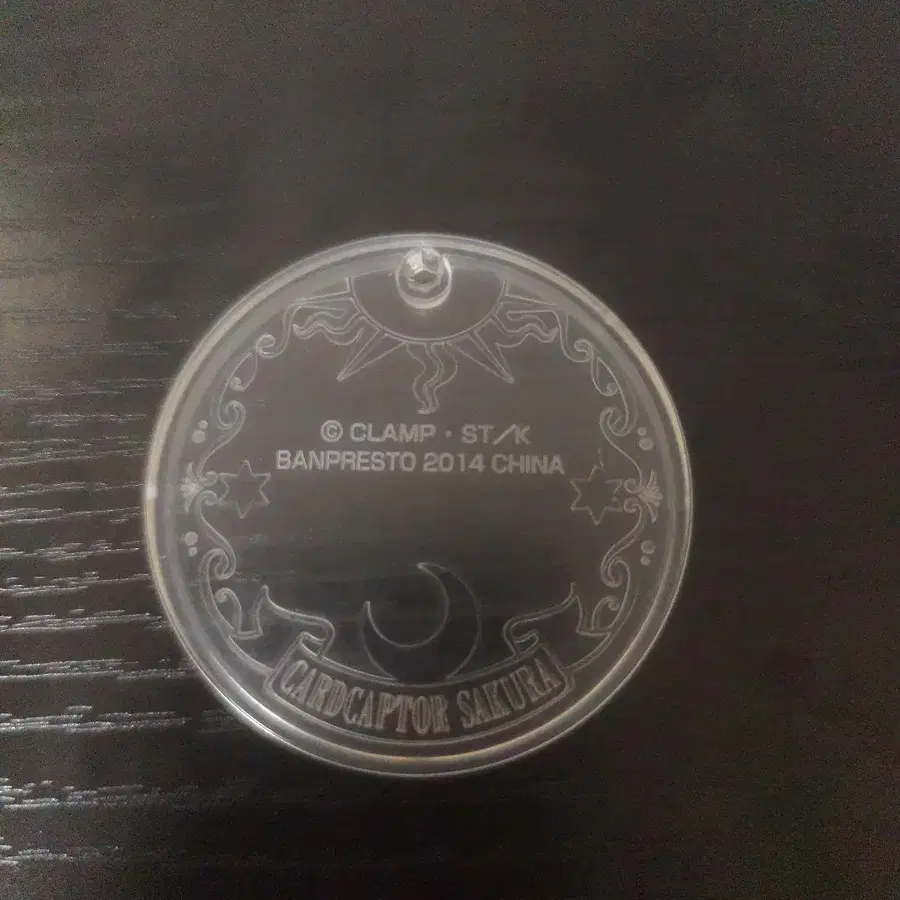 © CLAMP・ST/K
BANPRESTO 2014 CHINA
CARDCAPTOR SAKURA